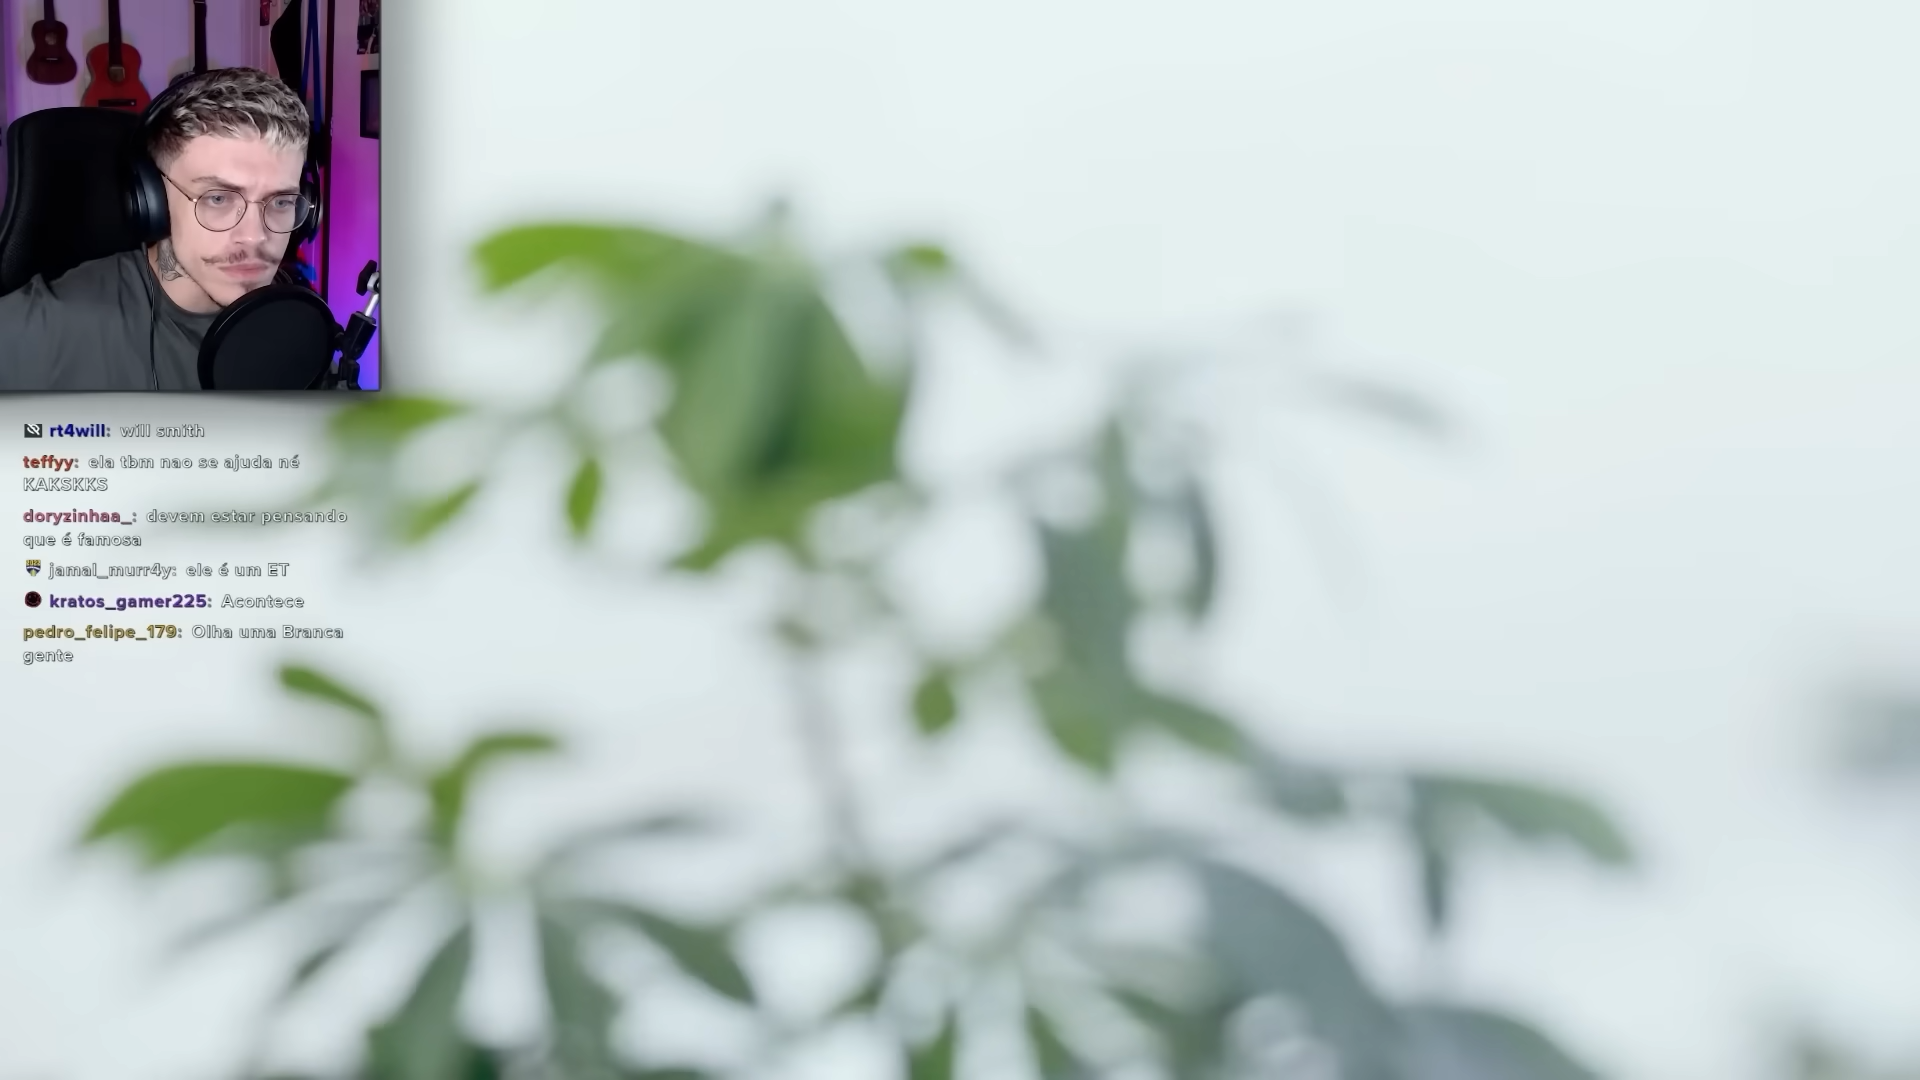 rt4will: will smith
teffyy: ela tbm nao se ajuda né
KAKSKKS
doryzinhaa_: devem estar pensando
que é famosa
jamal_murr4y: ele é um ET
kratos_gamer225: Acontece
pedro_felipe_179: Olha uma Branca
gente